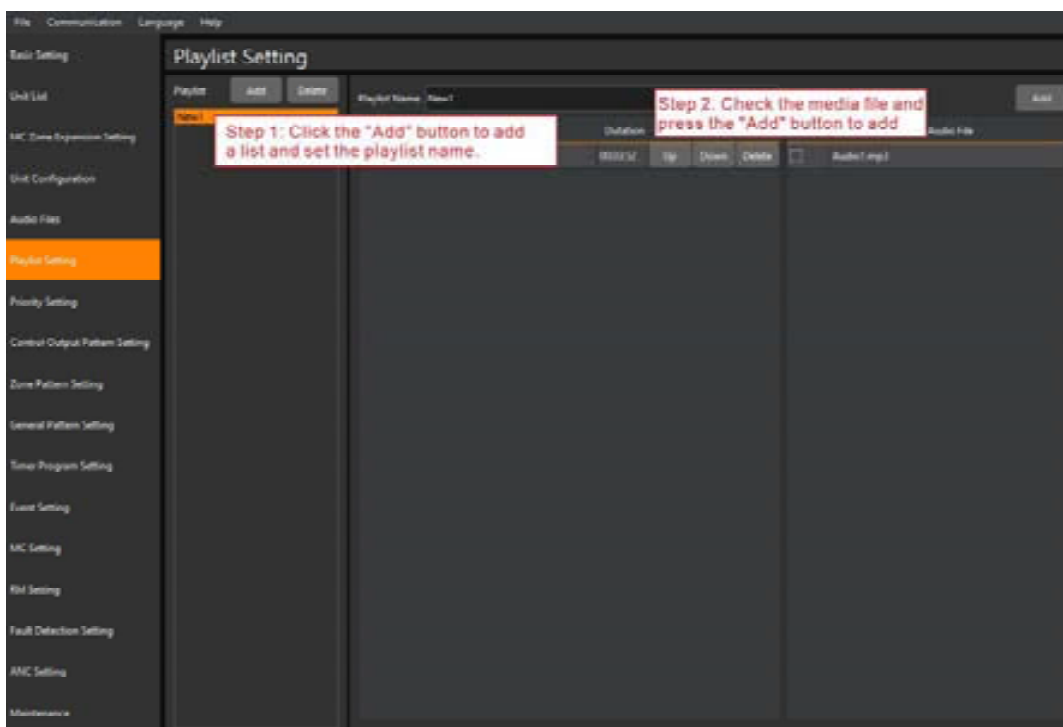 File Communication Language Help
Basic Setting
Playlist Setting
Unit List
Playlist Add Delete
Playlist Name New1
Add
New1
Step 1: Click the "Add" button to add
a list and set the playlist name.
Step 2. Check the media file and
press the "Add" button to add
Duration
Audio File
MC Zone Expansion Setting
Up Down Delete
Audio1.mp3
Unit Configuration
Audio Files
Playlist Setting
Priority Setting
Control Output Pattern Setting
Zone Pattern Setting
General Pattern Setting
Timer Program Setting
Event Setting
MC Setting
RM Setting
Fault Detection Setting
ANC Setting
Maintenance